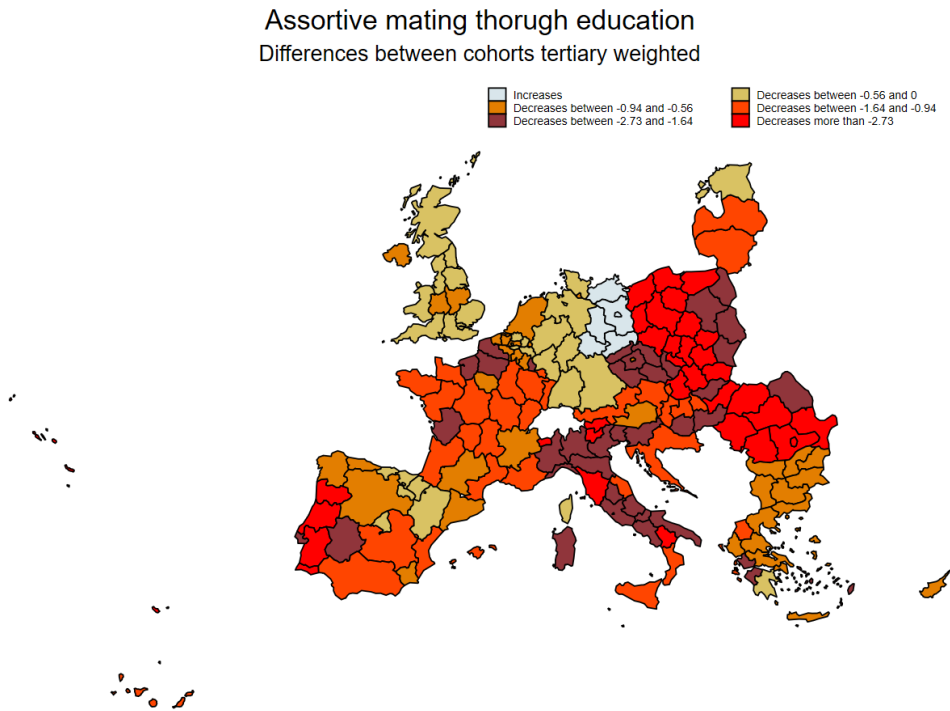 Assortive mating thorugh education
Differences between cohorts tertiary weighted
Increases
Decreases between -0.56 and 0
Decreases between -0.94 and -0.56
Decreases between -1.64 and -0.94
Decreases between -2.73 and -1.64
Decreases more than -2.73